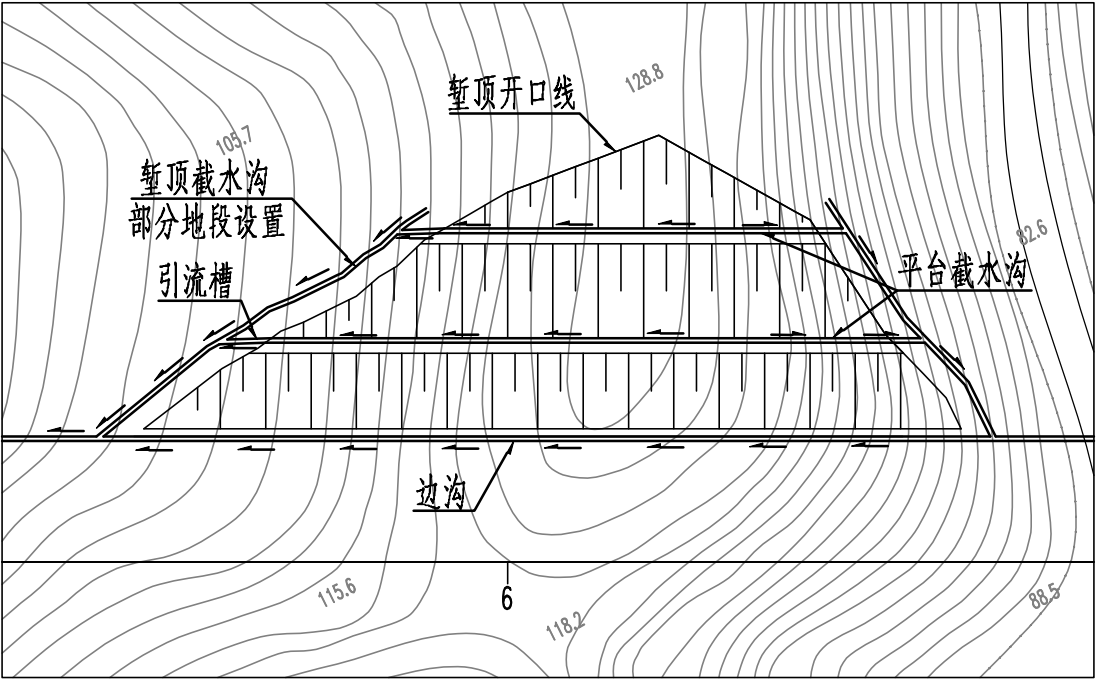 128.8
堑顶开口线
105.7
堑顶截水沟
部分地段设置
82.6
引流槽
平台截水沟
边沟
115.6
6
118.2
88.5